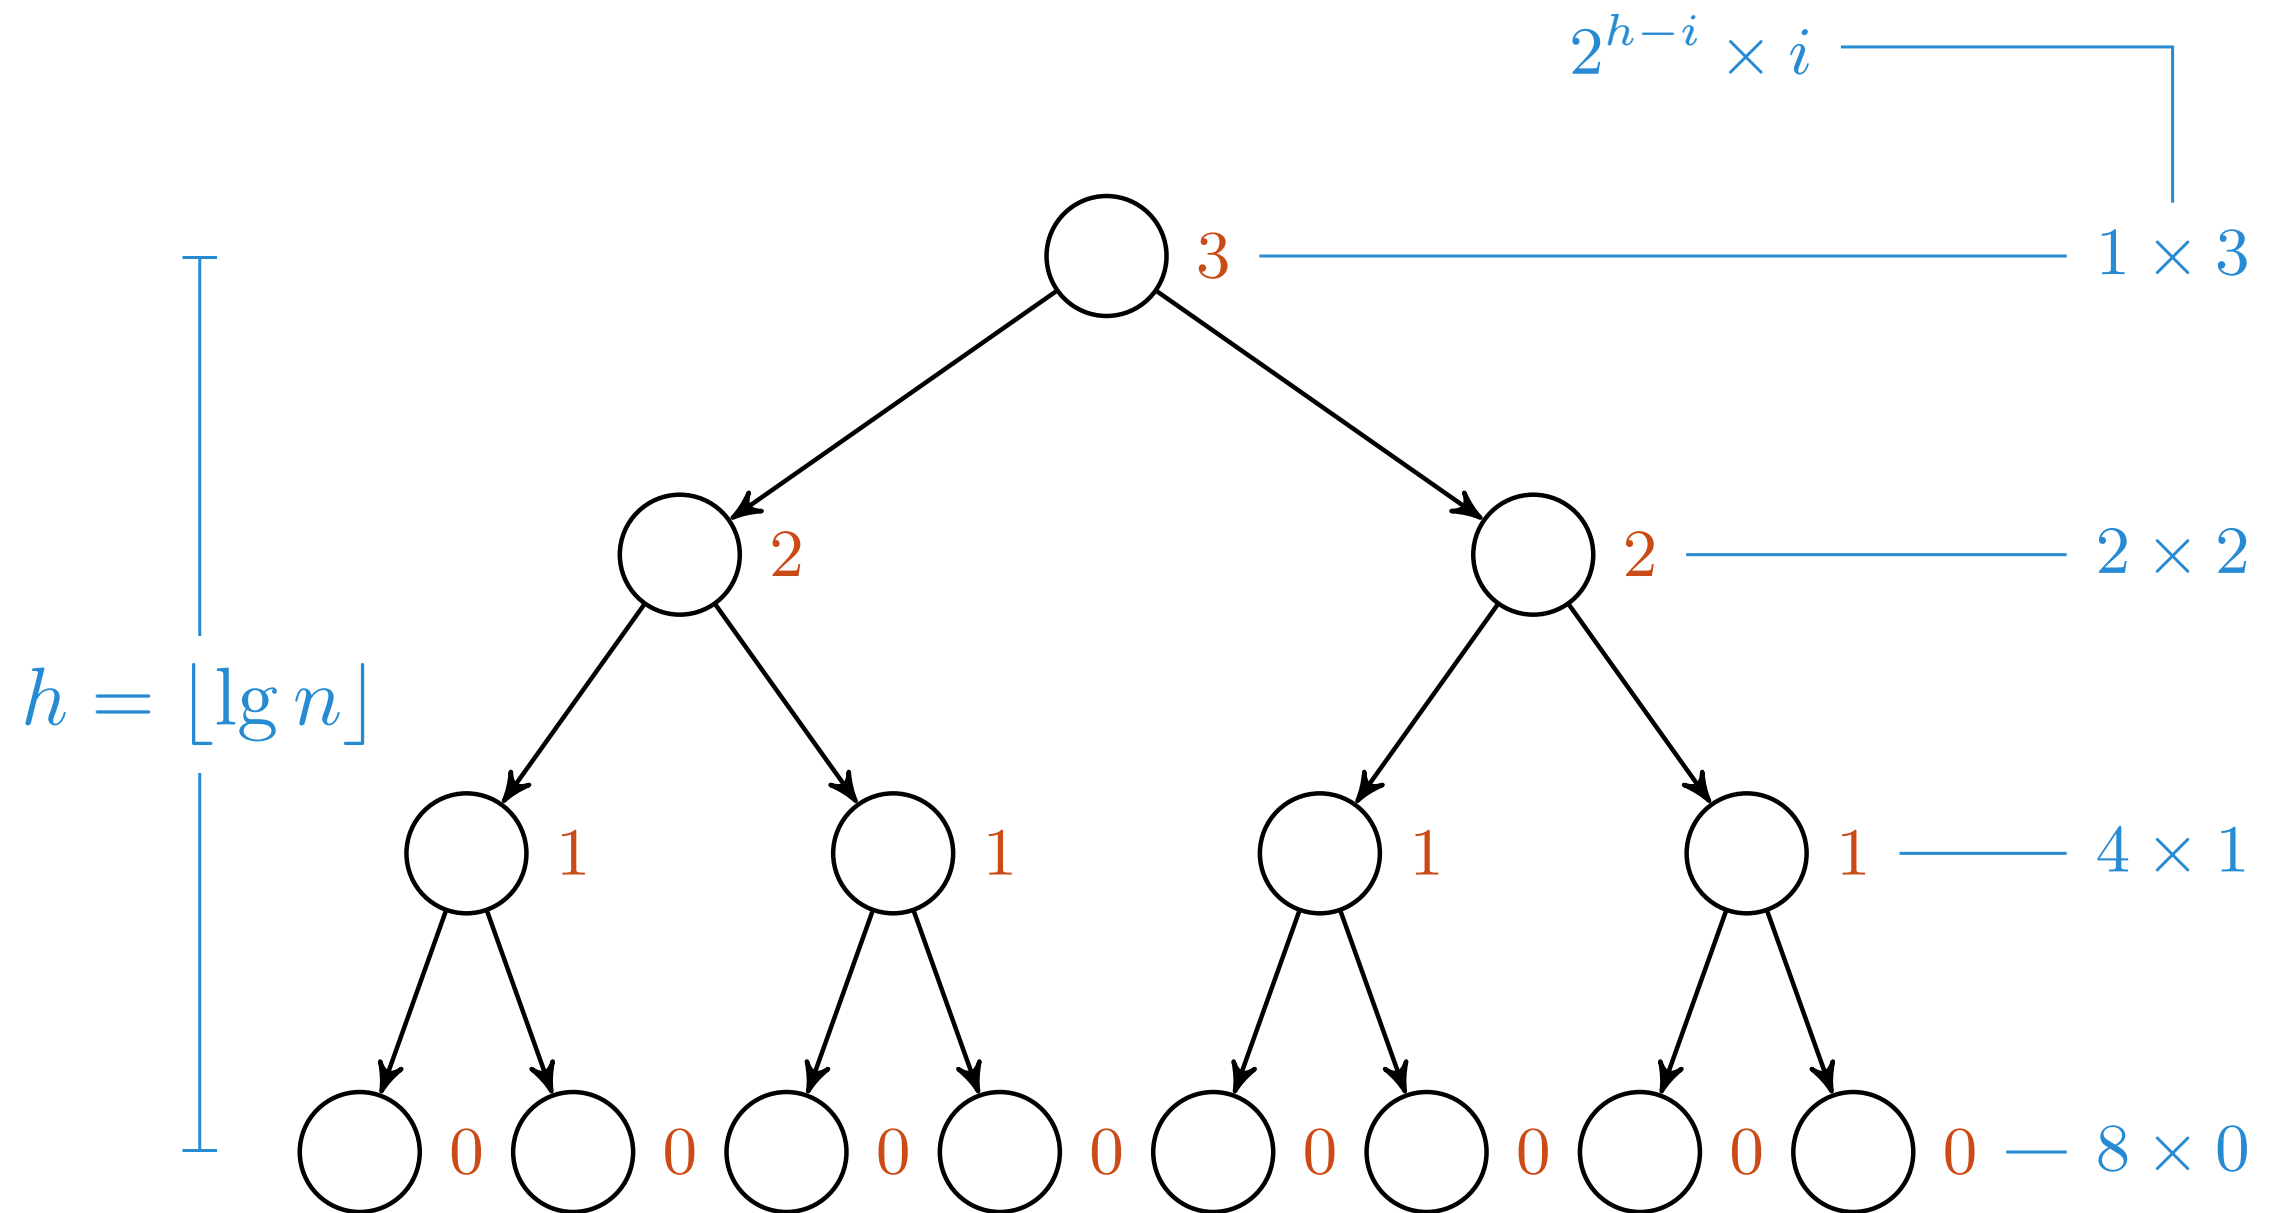 2^{h-i} × i
3 1 × 3
2 2 2 × 2
h = ⌊lg n⌋
1 1 1 1 4 × 1
0 0 0 0 0 0 0 0 8 × 0